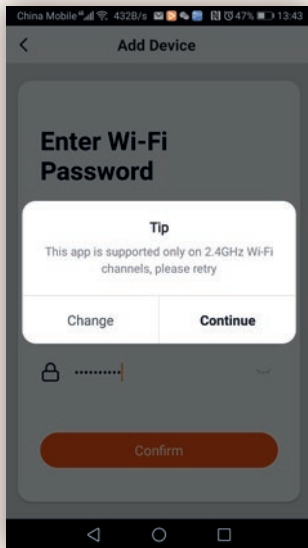 China Mobile 4G 432B/s 47% 13:43
Add Device
Enter Wi-Fi
Password
Tip
This app is supported only on 2.4GHz Wi-Fi
channels, please retry
Change
Continue
Confirm